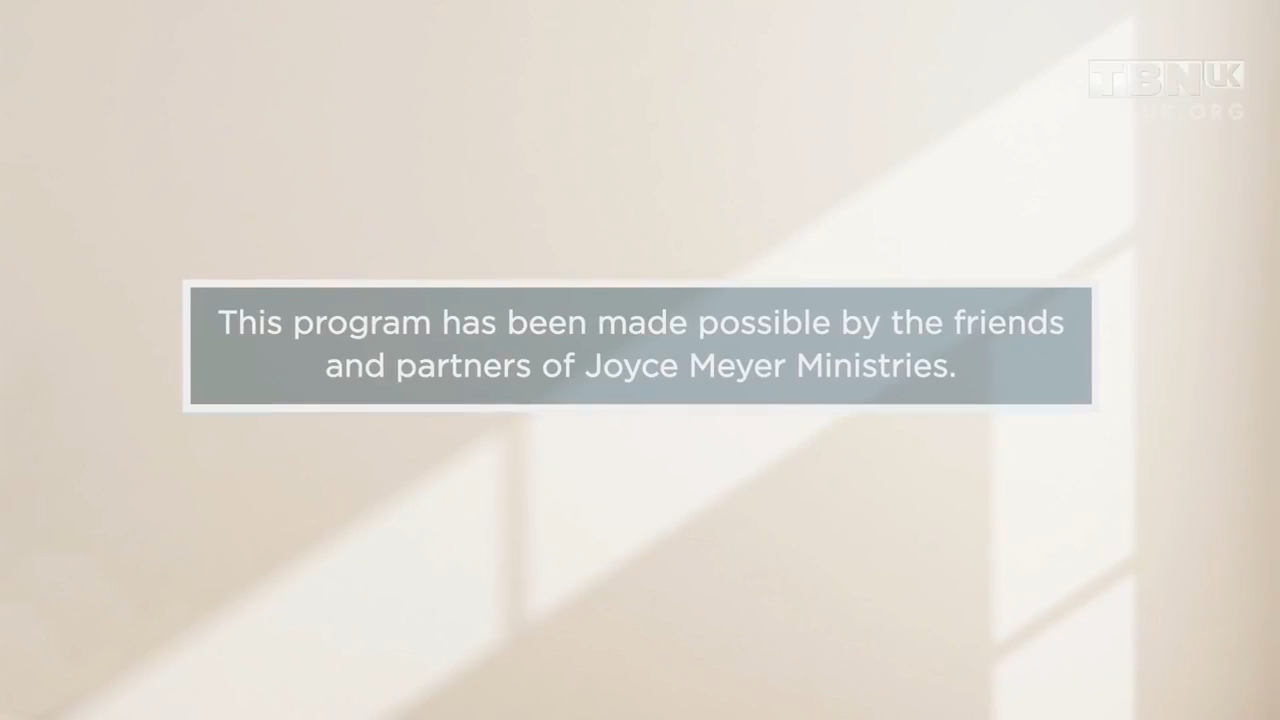 TBN UK
This program has been made possible by the friends
and partners of Joyce Meyer Ministries.